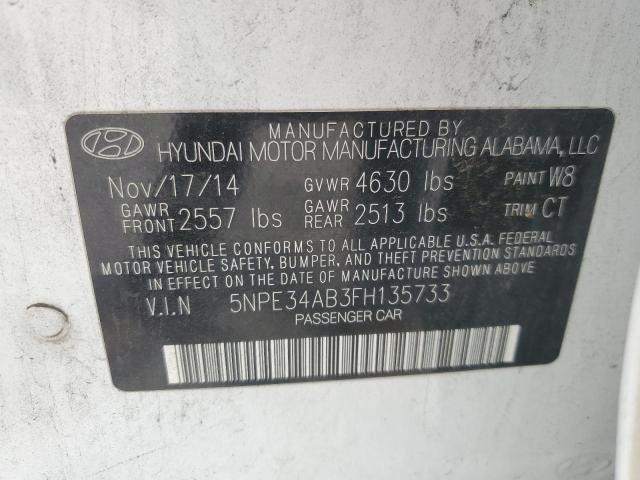 MANUFACTURED BY
HYUNDAI MOTOR MANUFACTURING ALABAMA, LLC
Nov/17/14 GVWR 4630 lbs PAINT W8
GAWR FRONT 2557 lbs GAWR REAR 2513 lbs TRIM CT
THIS VEHICLE CONFORMS TO ALL APPLICABLE U.S.A. FEDERAL
MOTOR VEHICLE SAFETY, BUMPER, AND THEFT PREVENTION STANDARDS
IN EFFECT ON THE DATE OF MANUFACTURE SHOWN ABOVE
V.I.N 5NPE34AB3FH135733
PASSENGER CAR